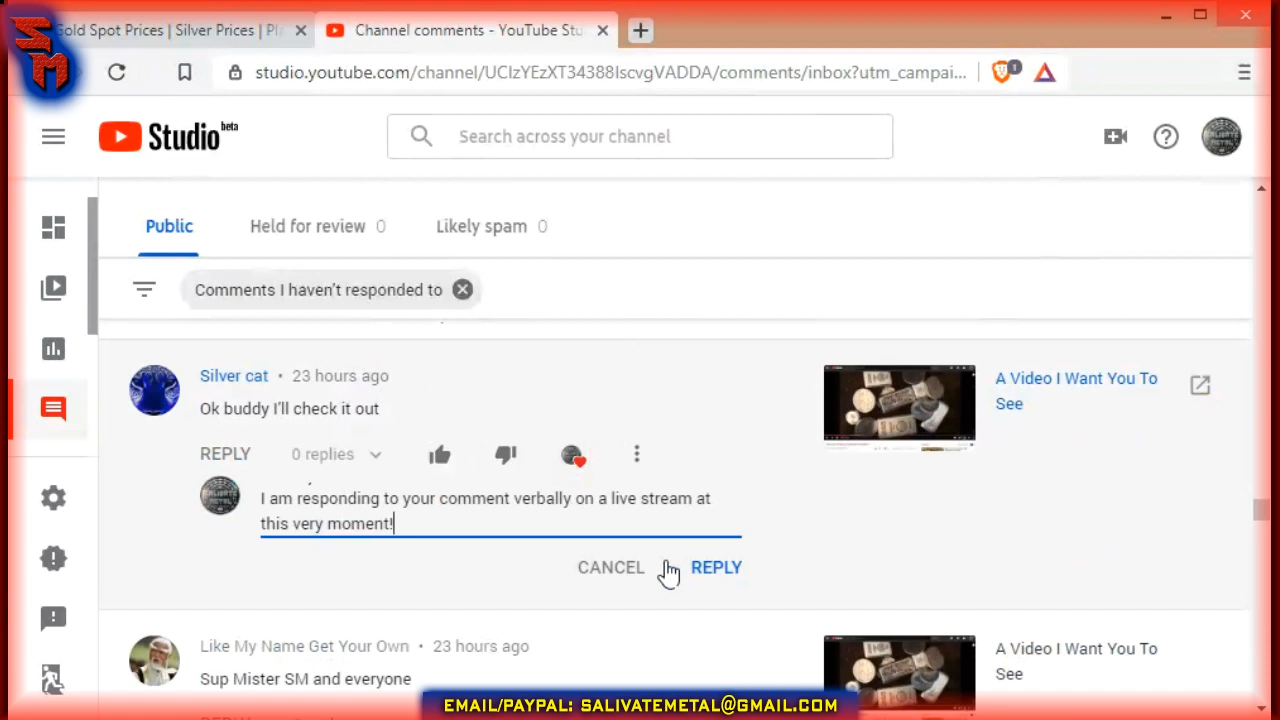 SM
Gold Spot Prices | Silver Prices | Pla
Channel comments - YouTube Stu
studio.youtube.com/channel/UCIzYEzXT34388IscvgVADDA/comments/inbox?utm_campai...
1
Studio beta
Search across your channel
Public
Held for review 0
Likely spam 0
Comments I haven't responded to
Silver cat • 23 hours ago
Ok buddy I'll check it out
REPLY
0 replies
A Video I Want You To
See
I am responding to your comment verbally on a live stream at
this very moment!
CANCEL
REPLY
Like My Name Get Your Own • 23 hours ago
Sup Mister SM and everyone
A Video I Want You To
See
EMAIL/PAYPAL: SALIVATEMETAL@GMAIL.COM